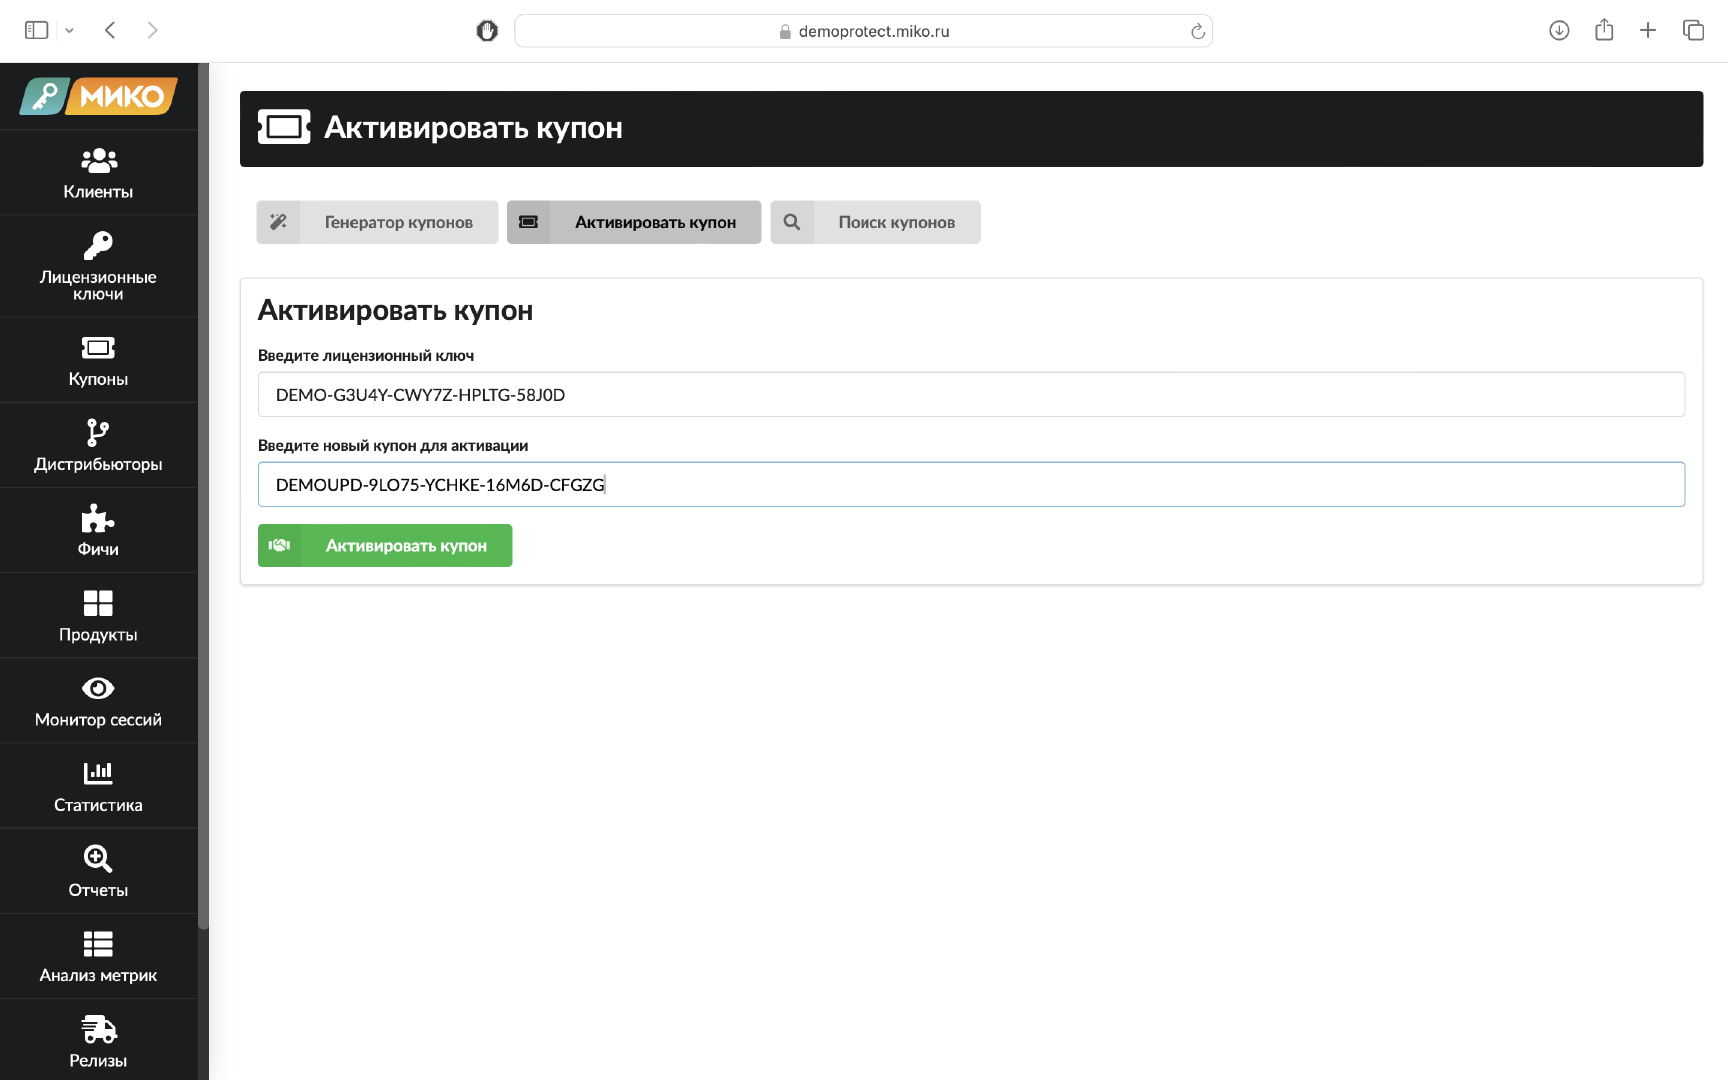 demoprotect.miko.ru
МИКО
Клиенты
Лицензионные
ключи
Купоны
Дистрибьюторы
Фичи
Продукты
Монитор сессий
Статистика
Отчеты
Анализ метрик
Релизы
Активировать купон
Генератор купонов
Активировать купон
Поиск купонов
Активировать купон
Введите лицензионный ключ
DEMO-G3U4Y-CWY7Z-HPLTG-58J0D
Введите новый купон для активации
DEMOUPD-9LO75-YCHKE-16M6D-CFGZG
Активировать купон